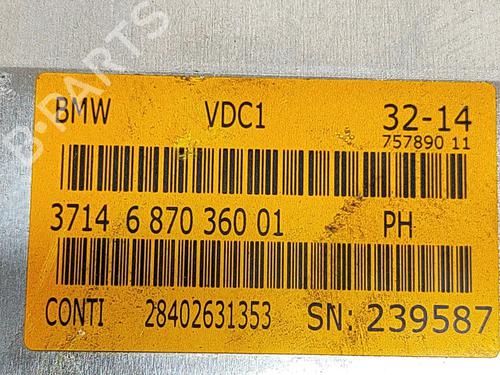 BMW VDC1 32-14
757890 11
3714 6 870 360 01 PH
CONTI 28402631353 SN: 239587
B-PARTS